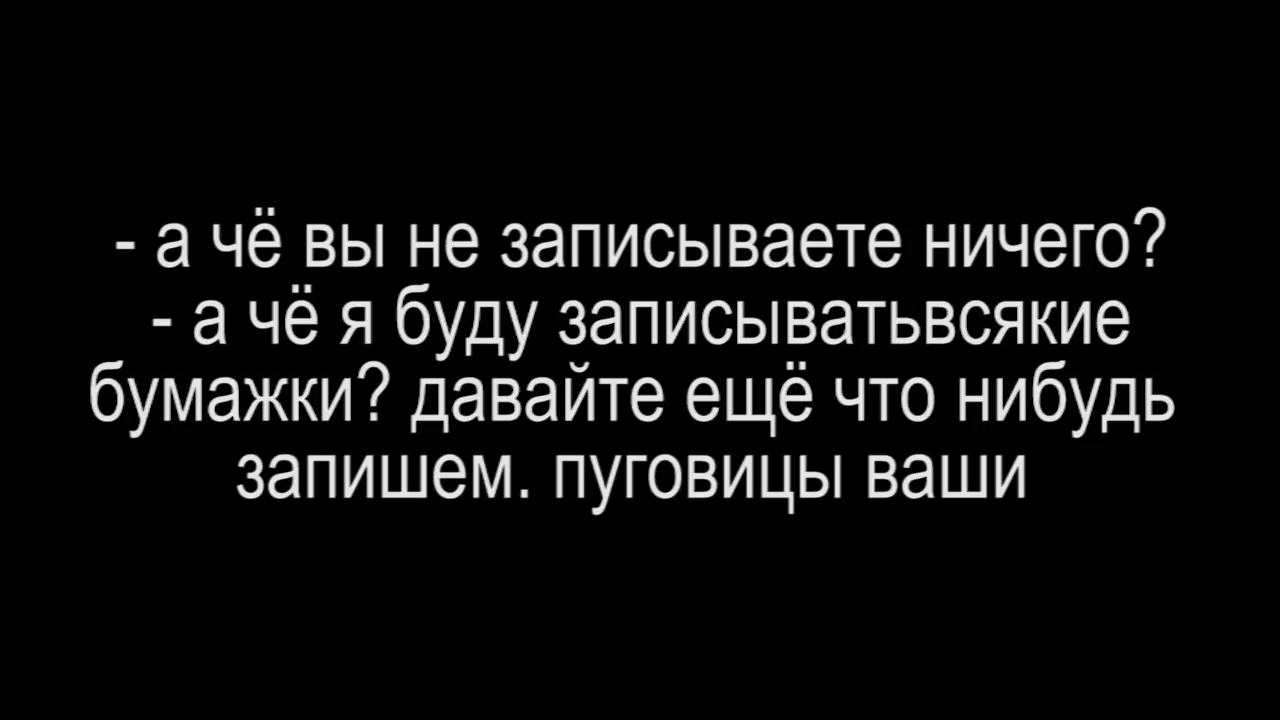 - а чё вы не записываете ничего?
- а чё я буду записыватьвсякие
бумажки? давайте ещё что нибудь
запишем. пуговицы ваши